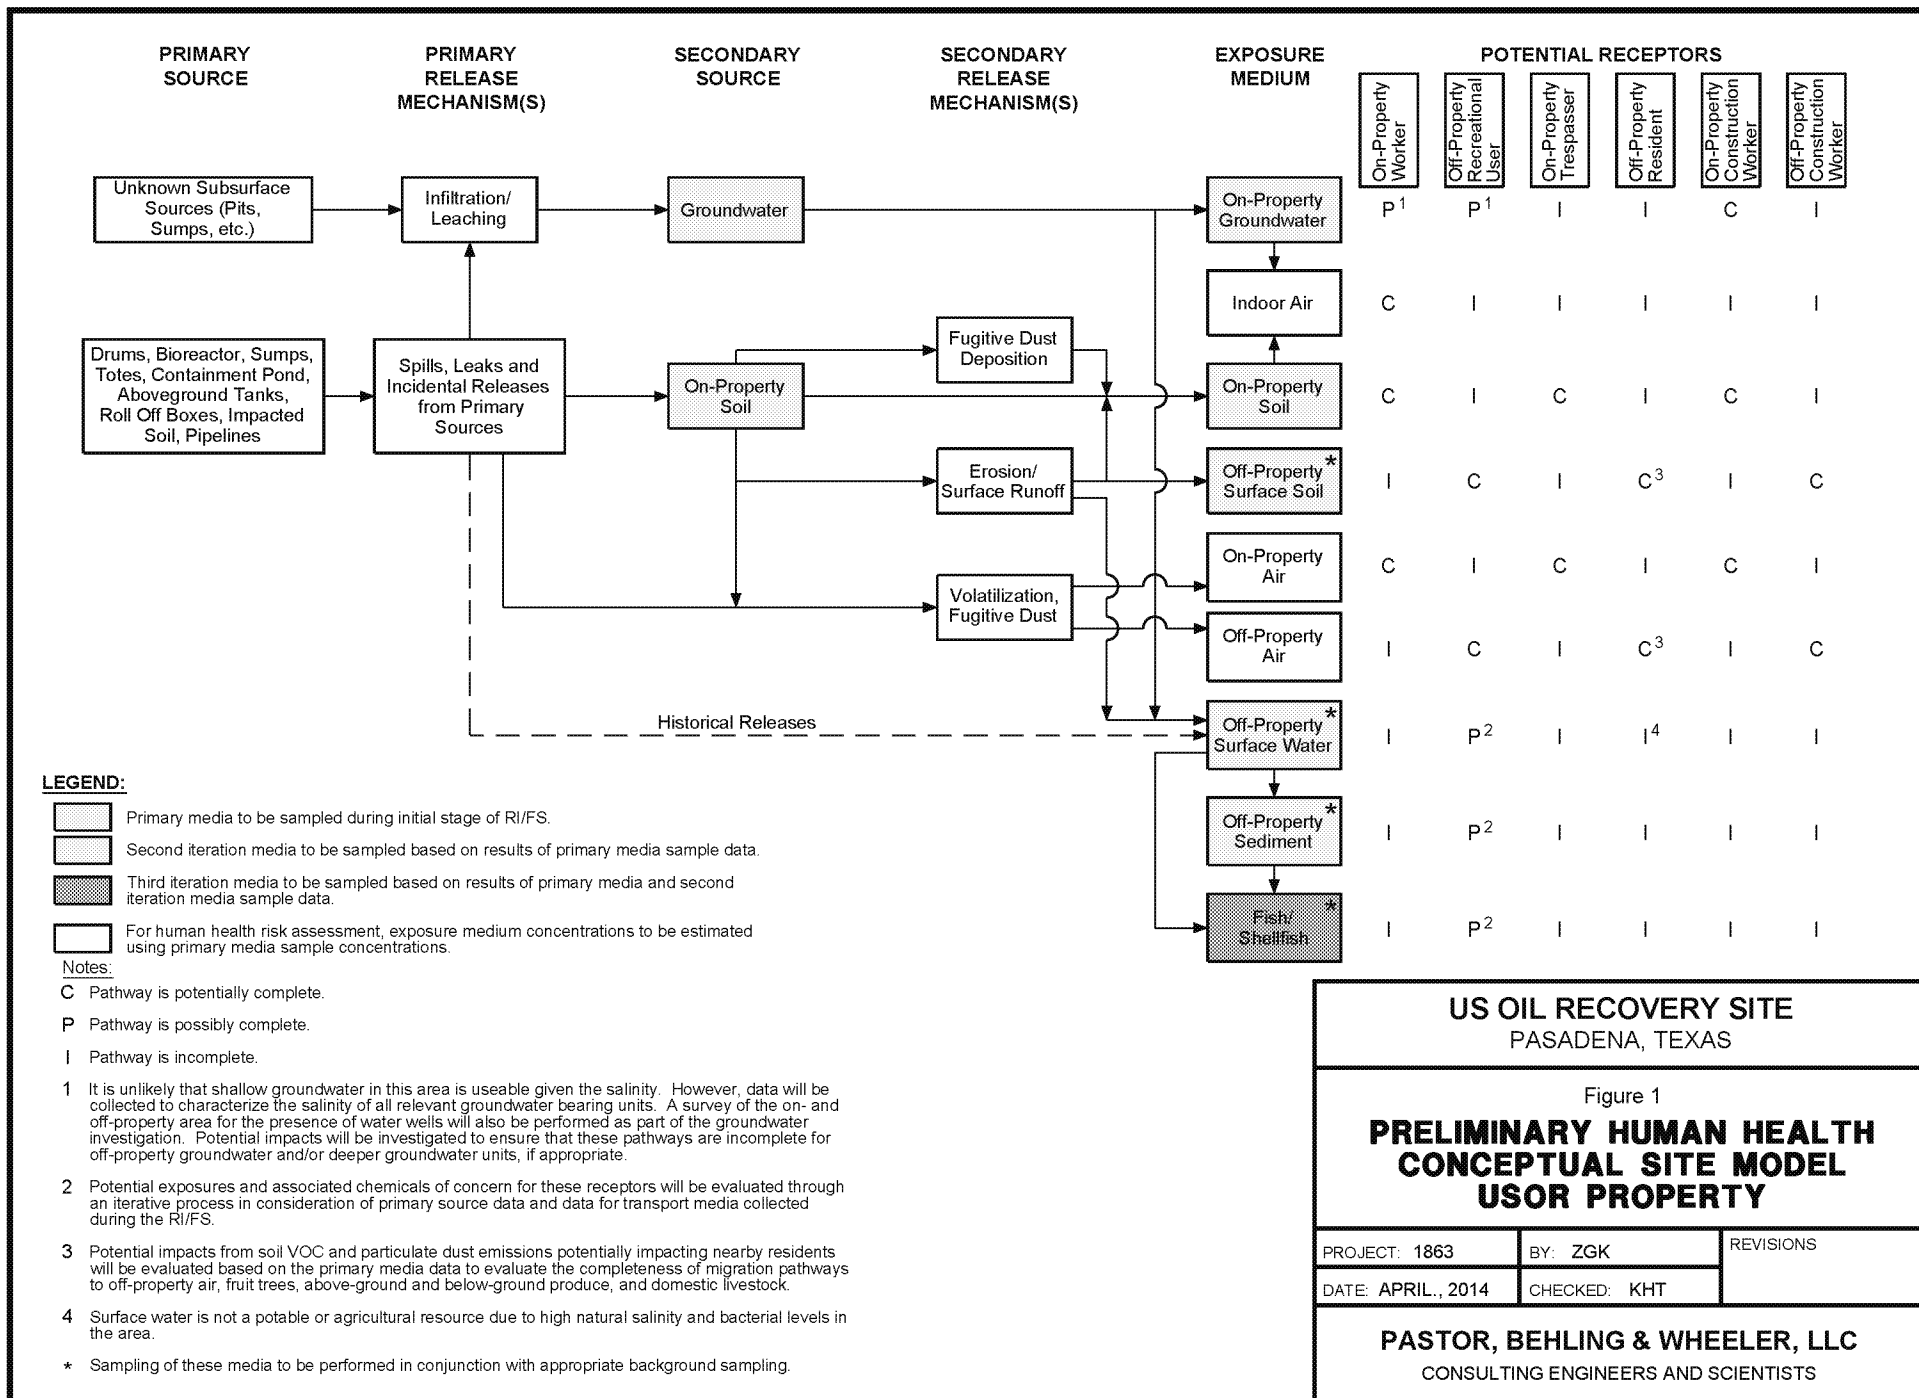 PRIMARY
SOURCE
PRIMARY
RELEASE
MECHANISM(S)
SECONDARY
SOURCE
SECONDARY
RELEASE
MECHANISM(S)
EXPOSURE
MEDIUM
POTENTIAL RECEPTORS
On-Property
Worker
Off-Property
Recreational
User
On-Property
Trespasser
Off-Property
Resident
On-Property
Construction
Worker
Off-Property
Construction
Worker
Unknown Subsurface
Sources (Pits,
Sumps, etc.)
Infiltration/
Leaching
Groundwater
On-Property
Groundwater
P 1 P 1 I I C I
Indoor Air
C I I I I I
Drums, Bioreactor, Sumps,
Totes, Containment Pond,
Aboveground Tanks,
Roll Off Boxes, Impacted
Soil, Pipelines
Spills, Leaks and
Incidental Releases
from Primary
Sources
On-Property
Soil
Fugitive Dust
Deposition
On-Property
Soil
C I C I C I
Erosion/
Surface Runoff
Off-Property *
Surface Soil
I C I C 3 I C
Volatilization,
Fugitive Dust
On-Property
Air
C I C I C I
Off-Property
Air
I C I C 3 I C
Historical Releases
Off-Property *
Surface Water
I P 2 I I 4 I I
Off-Property *
Sediment
I P 2 I I I I
Fish/ *
Shellfish
I P 2 I I I I
LEGEND:
Primary media to be sampled during initial stage of RI/FS.
Second iteration media to be sampled based on results of primary media sample data.
Third iteration media to be sampled based on results of primary media and second
iteration media sample data.
For human health risk assessment, exposure medium concentrations to be estimated
using primary media sample concentrations.
Notes:
C Pathway is potentially complete.
P Pathway is possibly complete.
I Pathway is incomplete.
1 It is unlikely that shallow groundwater in this area is useable given the salinity. However, data will be
collected to characterize the salinity of all relevant groundwater bearing units. A survey of the on- and
off-property area for the presence of water wells will also be performed as part of the groundwater
investigation. Potential impacts will be investigated to ensure that these pathways are incomplete for
off-property groundwater and/or deeper groundwater units, if appropriate.
2 Potential exposures and associated chemicals of concern for these receptors will be evaluated through
an iterative process in consideration of primary source data and data for transport media collected
during the RI/FS.
3 Potential impacts from soil VOC and particulate dust emissions potentially impacting nearby residents
will be evaluated based on the primary media data to evaluate the completeness of migration pathways
to off-property air, fruit trees, above-ground and below-ground produce, and domestic livestock.
4 Surface water is not a potable or agricultural resource due to high natural salinity and bacterial levels in
the area.
* Sampling of these media to be performed in conjunction with appropriate background sampling.
US OIL RECOVERY SITE
PASADENA, TEXAS
Figure 1
PRELIMINARY HUMAN HEALTH
CONCEPTUAL SITE MODEL
USOR PROPERTY
PROJECT: 1863
BY: ZGK
REVISIONS
DATE: APRIL., 2014
CHECKED: KHT
PASTOR, BEHLING & WHEELER, LLC
CONSULTING ENGINEERS AND SCIENTISTS